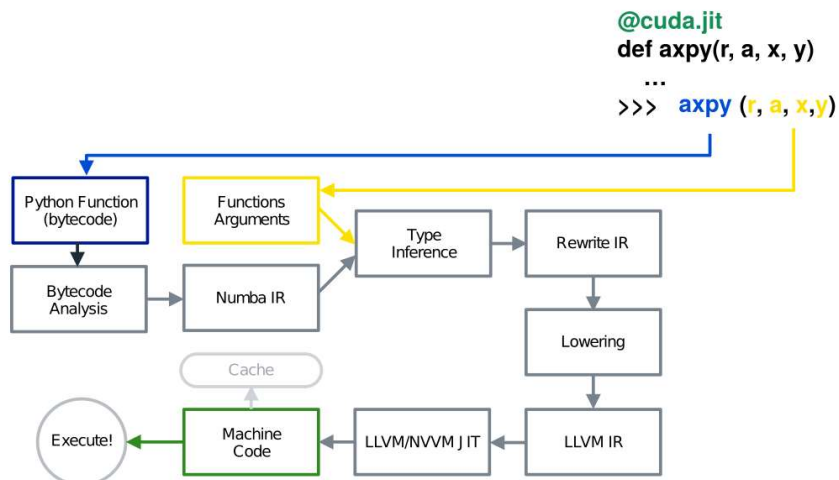 @cuda.jit
def axpy(r, a, x, y)
...
>>> axpy (r, a, x,y)
Python Function
(bytecode)
Functions
Arguments
Type
Inference
Rewrite IR
Bytecode
Analysis
Numba IR
Lowering
Cache
Execute!
Machine
Code
LLVM/NVVM JIT
LLVM IR